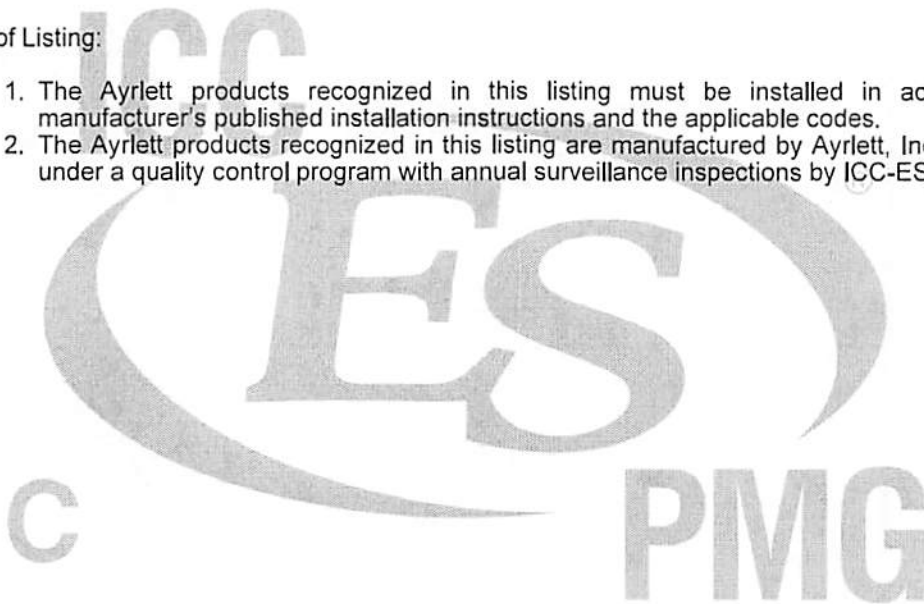 of Listing:
1. The Ayrlett products recognized in this listing must be installed in ac
manufacturer's published installation instructions and the applicable codes.
2. The Ayrlett products recognized in this listing are manufactured by Ayrlett, In
under a quality control program with annual surveillance inspections by ICC-ES
ICC
®
ES
C
PMG